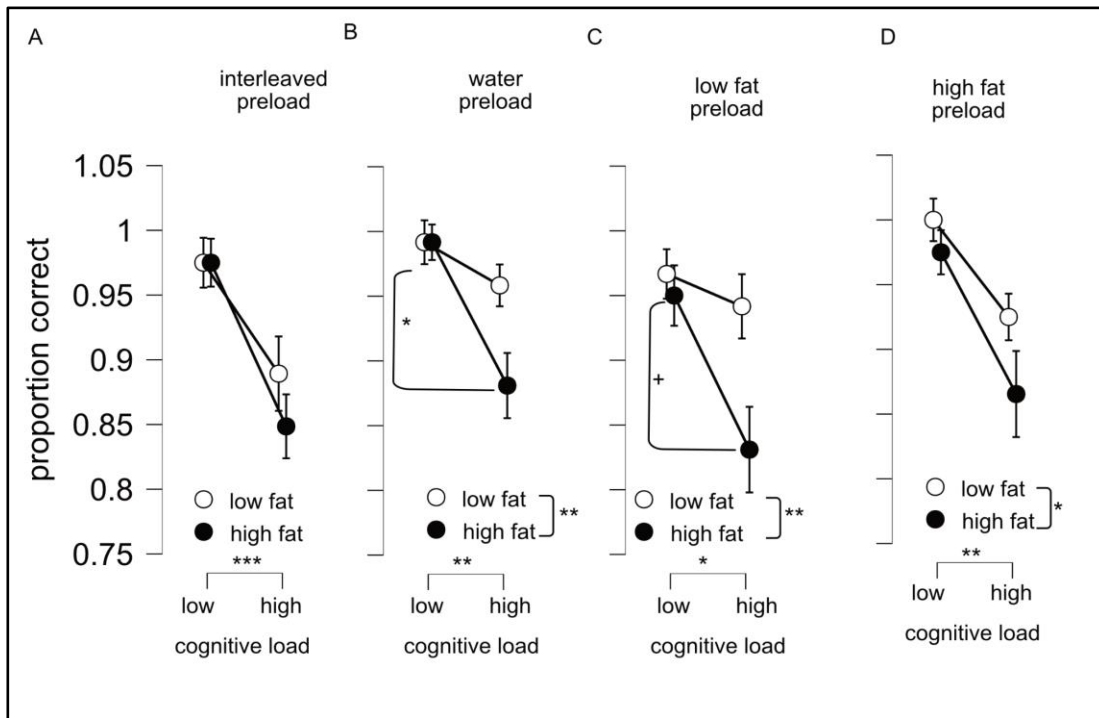 A
B
C
D
interleaved
preload
water
preload
low fat
preload
high fat
preload
proportion correct
1.05
1
0.95
0.9
0.85
0.8
0.75
*
+
low fat
high fat
***
low high
cognitive load
low fat
high fat
**
**
low high
cognitive load
low fat
high fat
**
*
low high
cognitive load
low fat
high fat
*
**
low high
cognitive load